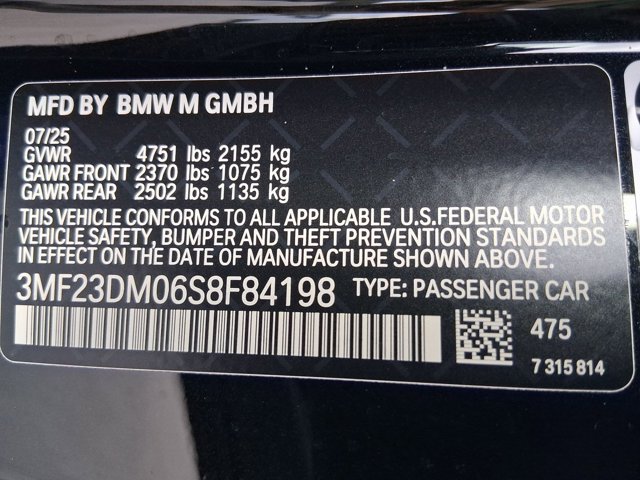 MFD BY BMW M GMBH
07/25
GVWR 4751 lbs 2155 kg
GAWR FRONT 2370 lbs 1075 kg
GAWR REAR 2502 lbs 1135 kg
THIS VEHICLE CONFORMS TO ALL APPLICABLE U.S.FEDERAL MOTOR
VEHICLE SAFETY, BUMPER AND THEFT PREVENTION STANDARDS
IN EFFECT ON THE DATE OF MANUFACTURE SHOWN ABOVE.
3MF23DM06S8F84198 TYPE: PASSENGER CAR
475
7 315 814